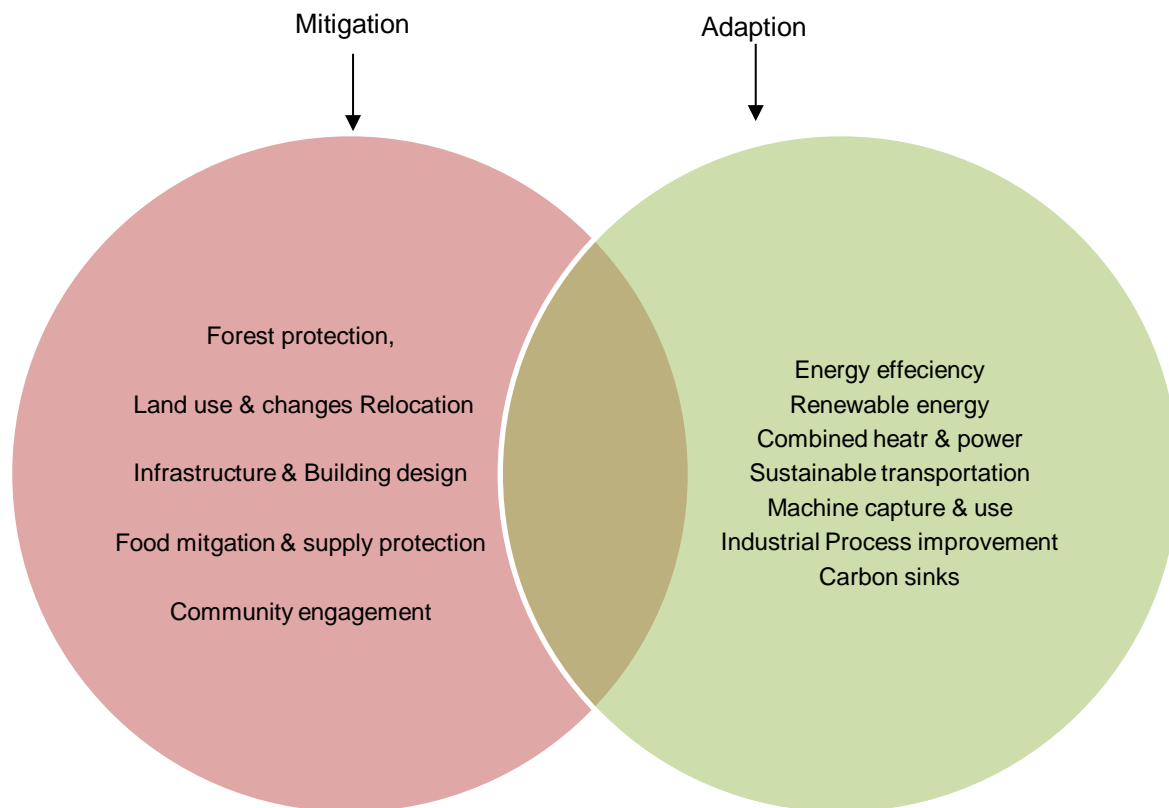 Mitigation
Adaption
Forest protection,
Land use & changes Relocation
Infrastructure & Building design
Food mitgation & supply protection
Community engagement
Energy effeciency
Renewable energy
Combined heatr & power
Sustainable transportation
Machine capture & use
Industrial Process improvement
Carbon sinks